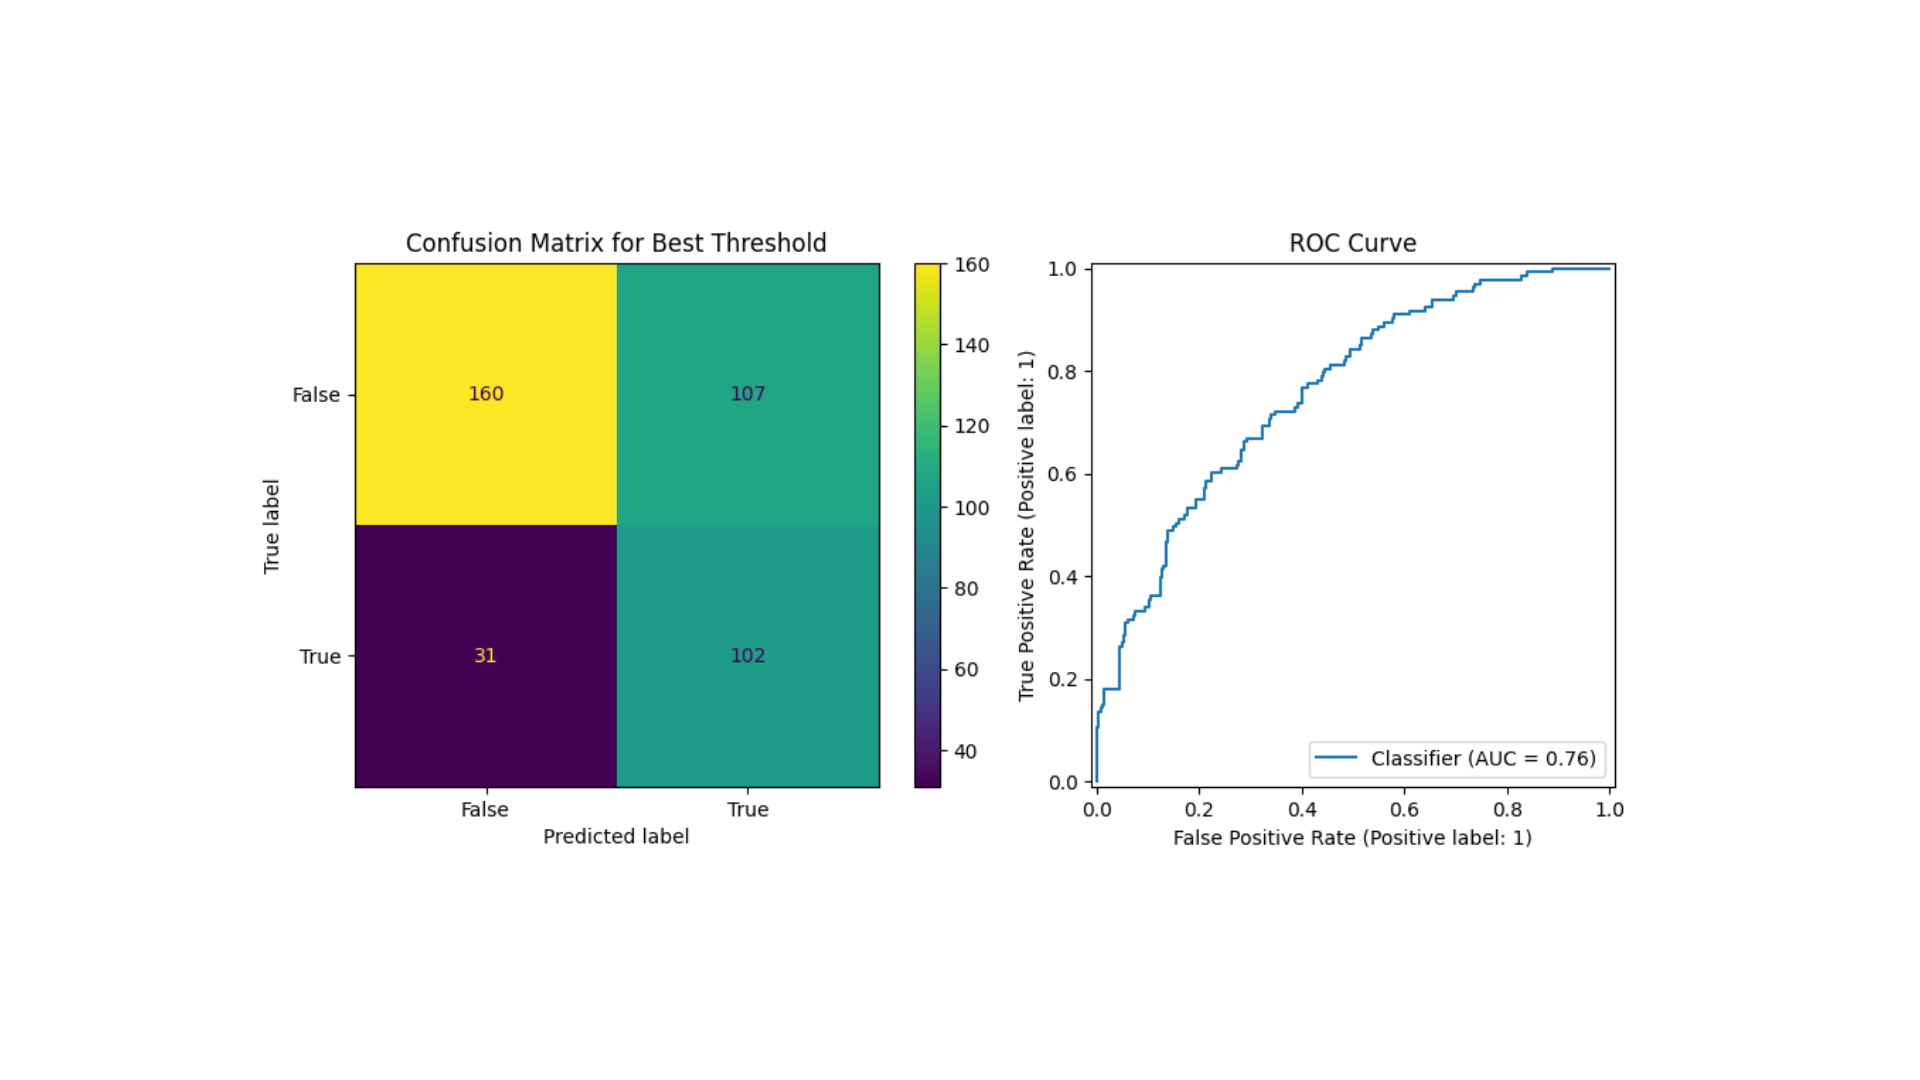 Confusion Matrix for Best Threshold
True label
False
True
160
107
31
102
False
True
Predicted label
160
140
120
100
80
60
40
ROC Curve
True Positive Rate (Positive label: 1)
1.0
0.8
0.6
0.4
0.2
0.0
Classifier (AUC = 0.76)
0.0
0.2
0.4
0.6
0.8
1.0
False Positive Rate (Positive label: 1)